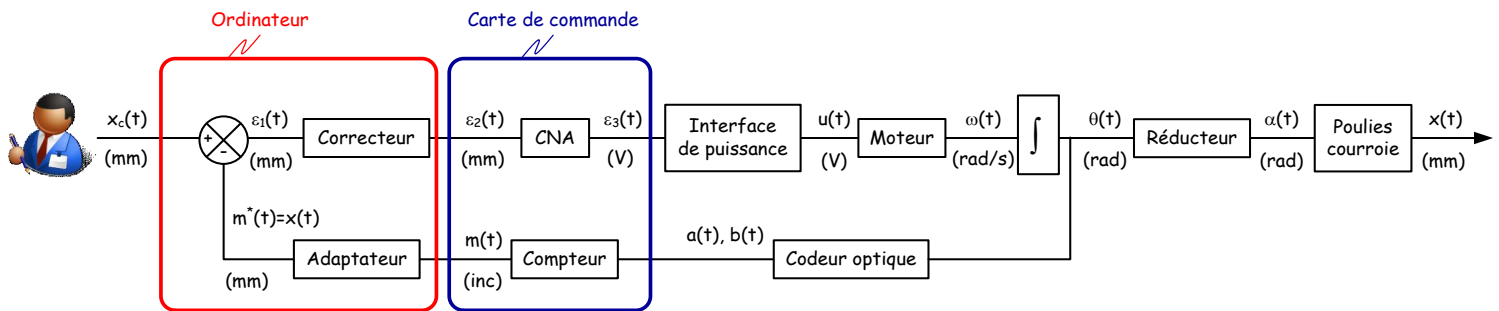 Ordinateur
Carte de commande
xc(t)
(mm)
+
-
ε1(t)
(mm)
Correcteur
ε2(t)
(mm)
CNA
ε3(t)
(V)
Interface
de puissance
u(t)
(V)
Moteur
ω(t)
(rad/s)
∫
θ(t)
(rad)
Réducteur
α(t)
(rad)
Poulies
courroie
x(t)
(mm)
m*(t)=x(t)
(mm)
Adaptateur
m(t)
(inc)
Compteur
a(t), b(t)
Codeur optique